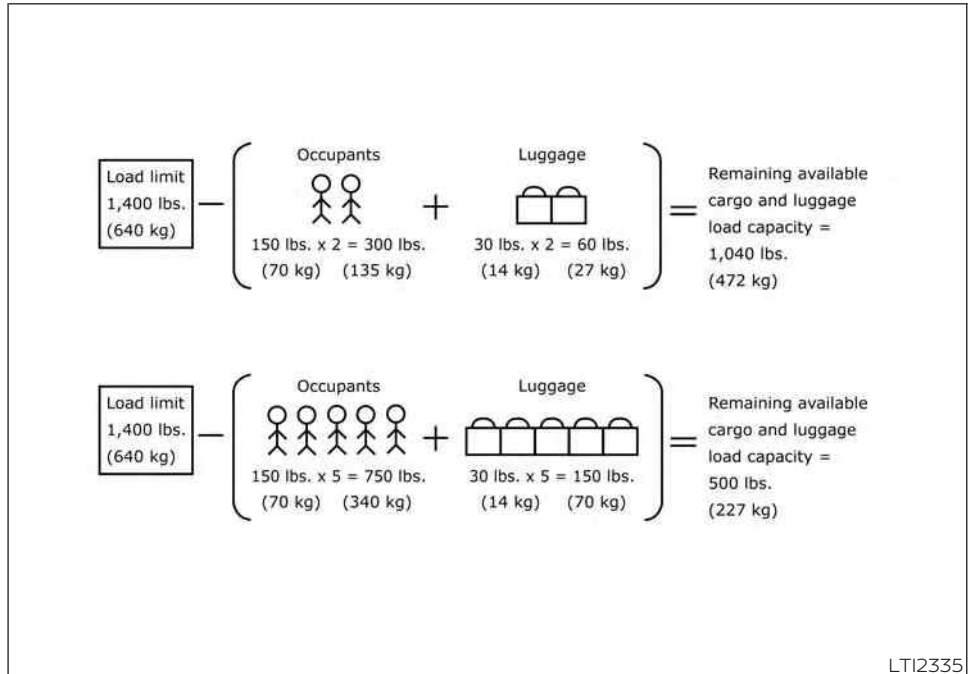 Load limit
1,400 lbs.
(640 kg)
Occupants
150 lbs. x 2 = 300 lbs.
(70 kg) (135 kg)
Luggage
30 lbs. x 2 = 60 lbs.
(14 kg) (27 kg)
Remaining available
cargo and luggage
load capacity =
1,040 lbs.
(472 kg)
Load limit
1,400 lbs.
(640 kg)
Occupants
150 lbs. x 5 = 750 lbs.
(70 kg) (340 kg)
Luggage
30 lbs. x 5 = 150 lbs.
(14 kg) (70 kg)
Remaining available
cargo and luggage
load capacity =
500 lbs.
(227 kg)
LTI2335